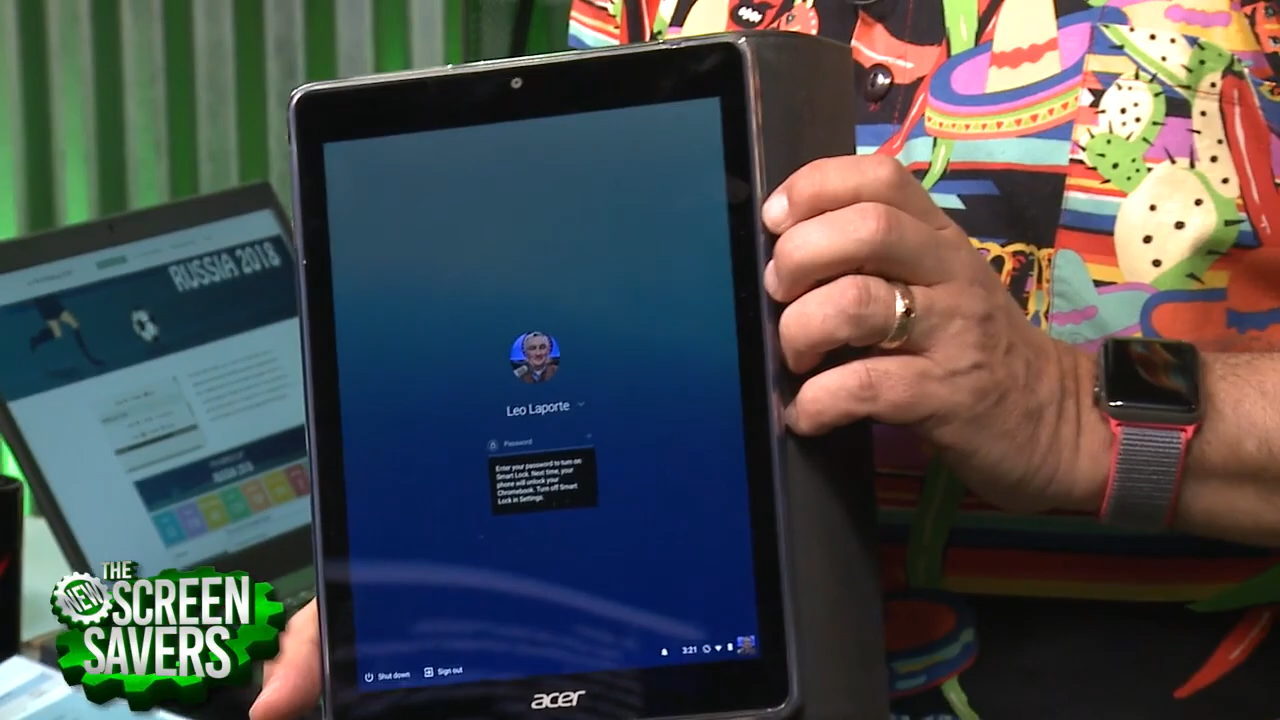 RUSSIA 2018
Leo Laporte
Password
Enter your password to turn on
Smart Lock. Next time, your
phone will unlock your
Chromebook. Turn off Smart
Lock in Settings.
3:21
Shut down
Sign out
acer
THE
NEW
SCREEN
SAVERS